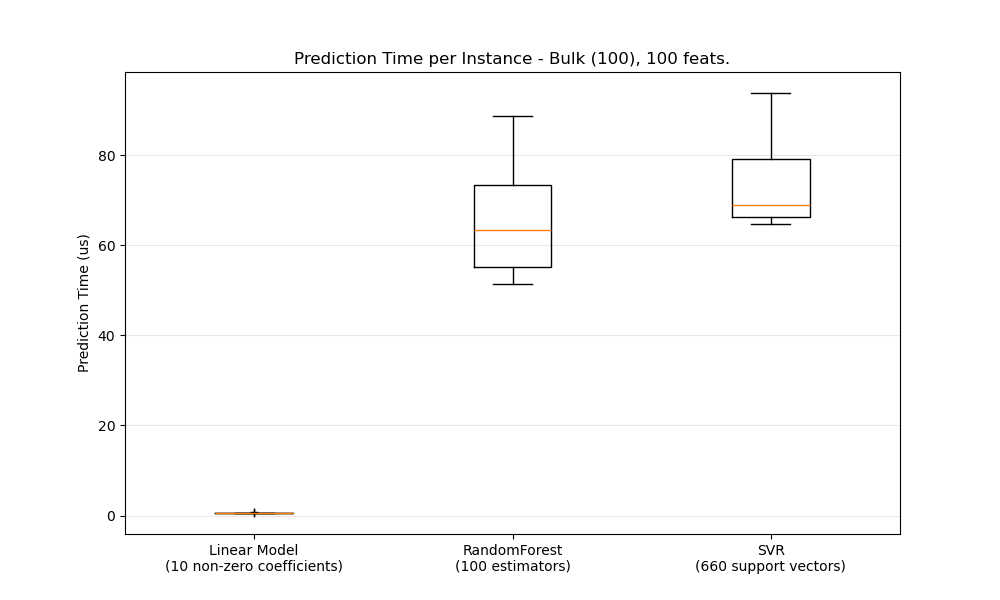 Prediction Time per Instance - Bulk (100), 100 feats.
Prediction Time (us)
80
60
40
20
0
Linear Model
(10 non-zero coefficients)
RandomForest
(100 estimators)
SVR
(660 support vectors)